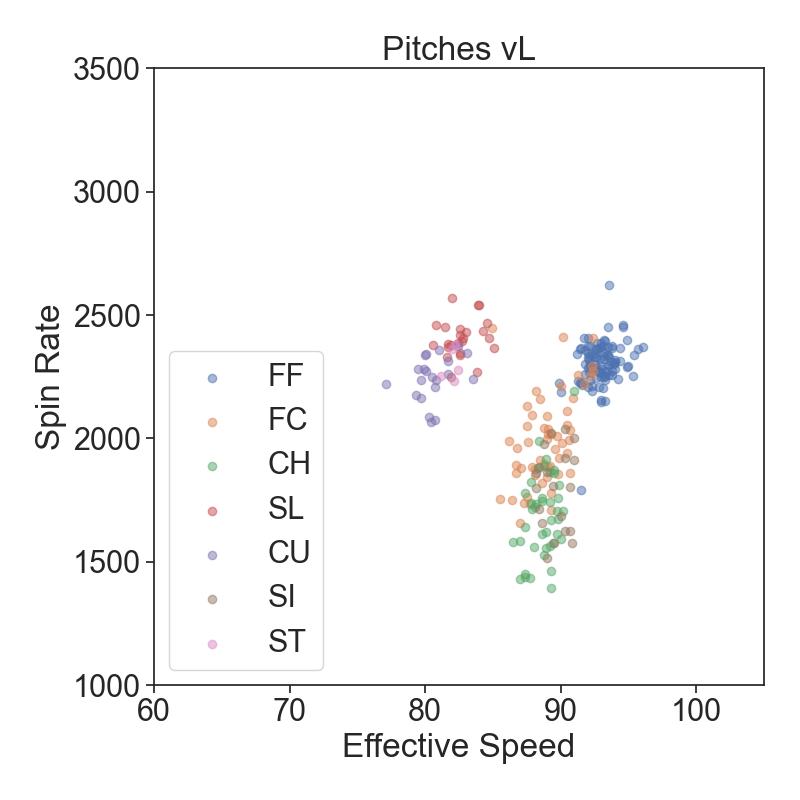 Pitches vL
3500
3000
2500
2000
1500
1000
Spin Rate
FF
FC
CH
SL
CU
SI
ST
60 70 80 90 100
Effective Speed